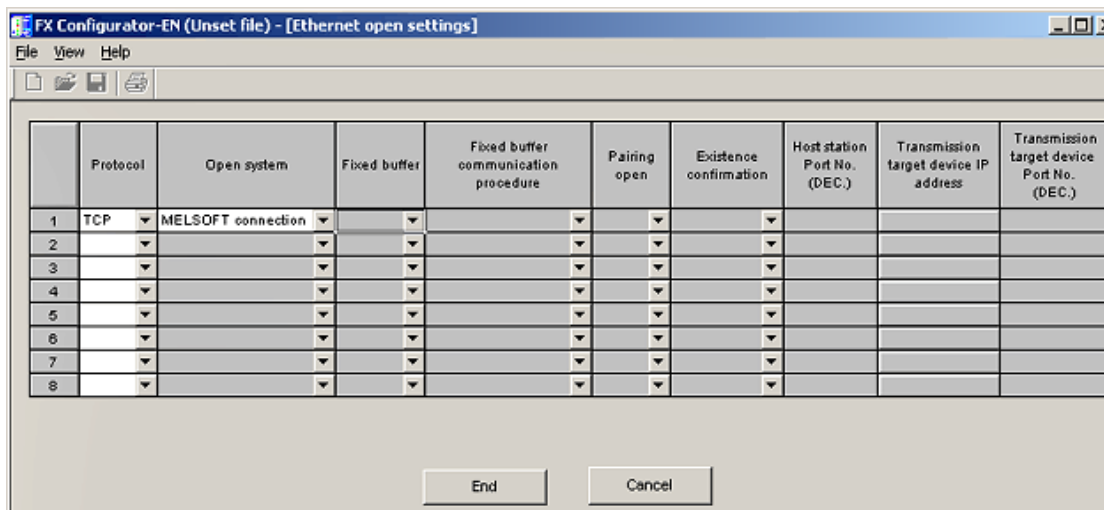 FX Configurator-EN (Unset file) - [Ethernet open settings]
File View Help
Protocol Open system Fixed buffer Fixed buffer communication procedure Pairing open Existence confirmation Host station Port No. (DEC.) Transmission target device IP address Transmission target device Port No. (DEC.)
1 TCP MELSOFT connection
2
3
4
5
6
7
8
End Cancel